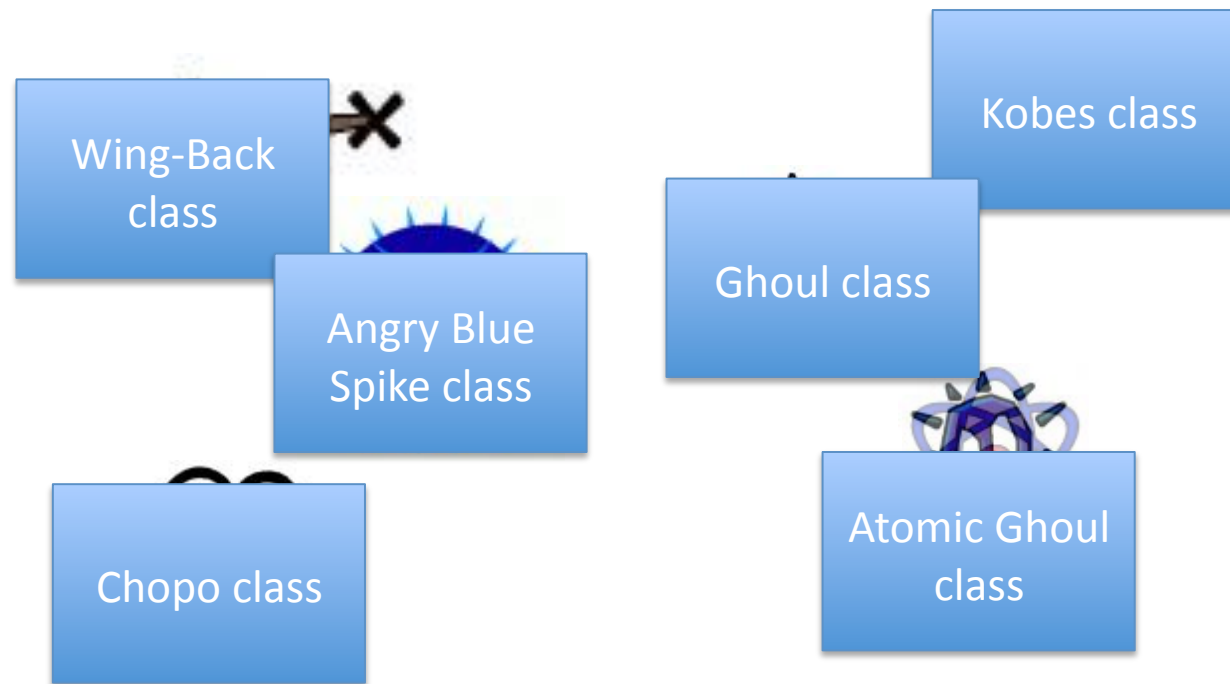 Wing-Back
class
Angry Blue
Spike class
Chopo class
Kobes class
Ghoul class
Atomic Ghoul
class